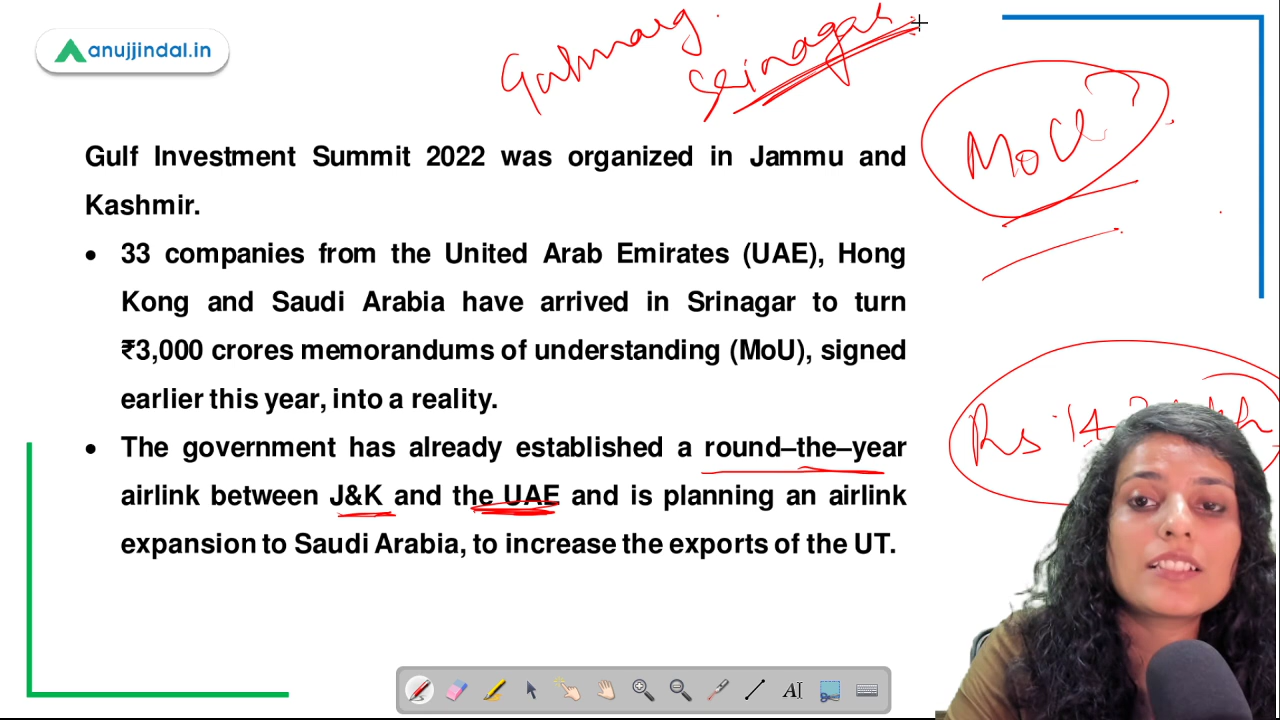 anujjindal.in
Gulmarg
Srinagar
Gulf Investment Summit 2022 was organized in Jammu and
Kashmir.
• 33 companies from the United Arab Emirates (UAE), Hong
Kong and Saudi Arabia have arrived in Srinagar to turn
₹3,000 crores memorandums of understanding (MoU), signed
earlier this year, into a reality.
• The government has already established a round–the–year
airlink between J&K and the UAE and is planning an airlink
expansion to Saudi Arabia, to increase the exports of the UT.
Rs 14
AI